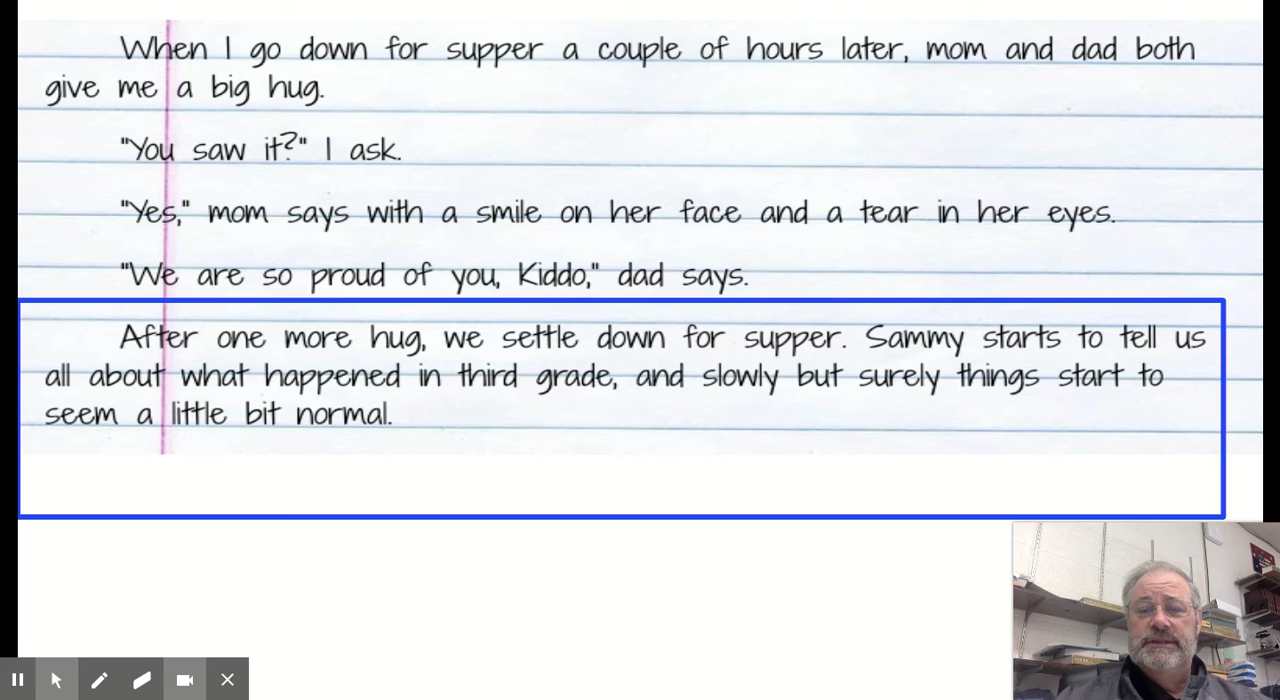 When I go down for supper a couple of hours later, mom and dad both
give me a big hug.
"You saw it?" I ask.
"Yes," mom says with a smile on her face and a tear in her eyes.
"We are so proud of you, Kiddo," dad says.
After one more hug, we settle down for supper. Sammy starts to tell us
all about what happened in third grade, and slowly but surely things start to
seem a little bit normal.